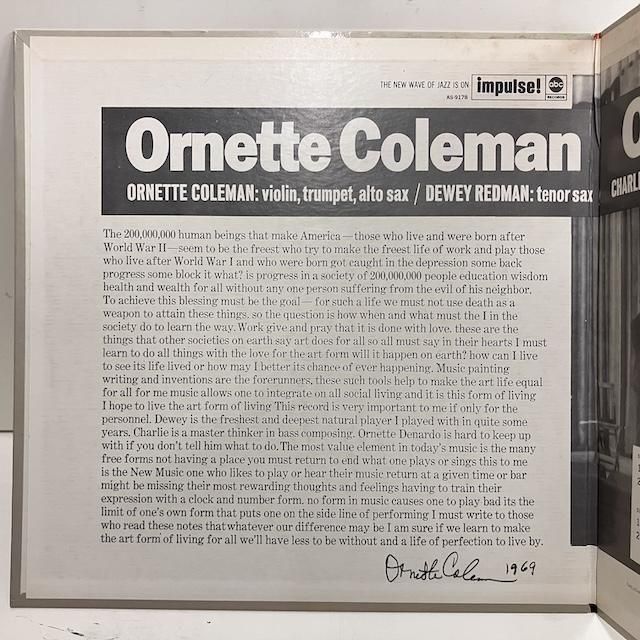 THE NEW WAVE OF JAZZ IS ON impulse! abc RECORDS
AS-9178
Ornette Coleman
ORNETTE COLEMAN: violin, trumpet, alto sax / DEWEY REDMAN: tenor sax
CHARLI
The 200,000,000 human beings that make America—those who live and were born after
World War II—seem to be the freest who try to make the freest life of work and play those
who live after World War I and who were born got caught in the depression some back
progress some block it what? is progress in a society of 200,000,000 people education wisdom
health and wealth for all without any one person suffering from the evil of his neighbor.
To achieve this blessing must be the goal—for such a life we must not use death as a
weapon to attain these things. so the question is how when and what must the I in the
society do to learn the way. Work give and pray that it is done with love. these are the
things that other societies on earth say art does for all so all must say in their hearts I must
learn to do all things with the love for the art form will it happen on earth? how can I live
to see its life lived or how may I better its chance of ever happening. Music painting
writing and inventions are the forerunners, these such tools help to make the art life equal
for all for me music allows one to integrate on all social living and it is this form of living
I hope to live the art form of living This record is very important to me if only for the
personnel. Dewey is the freshest and deepest natural player I played with in quite some
years. Charlie is a master thinker in bass composing. Ornette Denardo is hard to keep up
with if you don't tell him what to do. The most value element in today's music is the many
free forms not having a place you must return to end what one plays or sings this to me
is the New Music one who likes to play or hear their music return at a given time or bar
might be missing their most rewarding thoughts and feelings having to train their
expression with a clock and number form. no form in music causes one to play bad its the
limit of one's own form that puts one on the side line of performing I must write to those
who read these notes that whatever our difference may be I am sure if we learn to make
the art form of living for all we'll have less to be without and a life of perfection to live by.
Ornette Coleman 1969